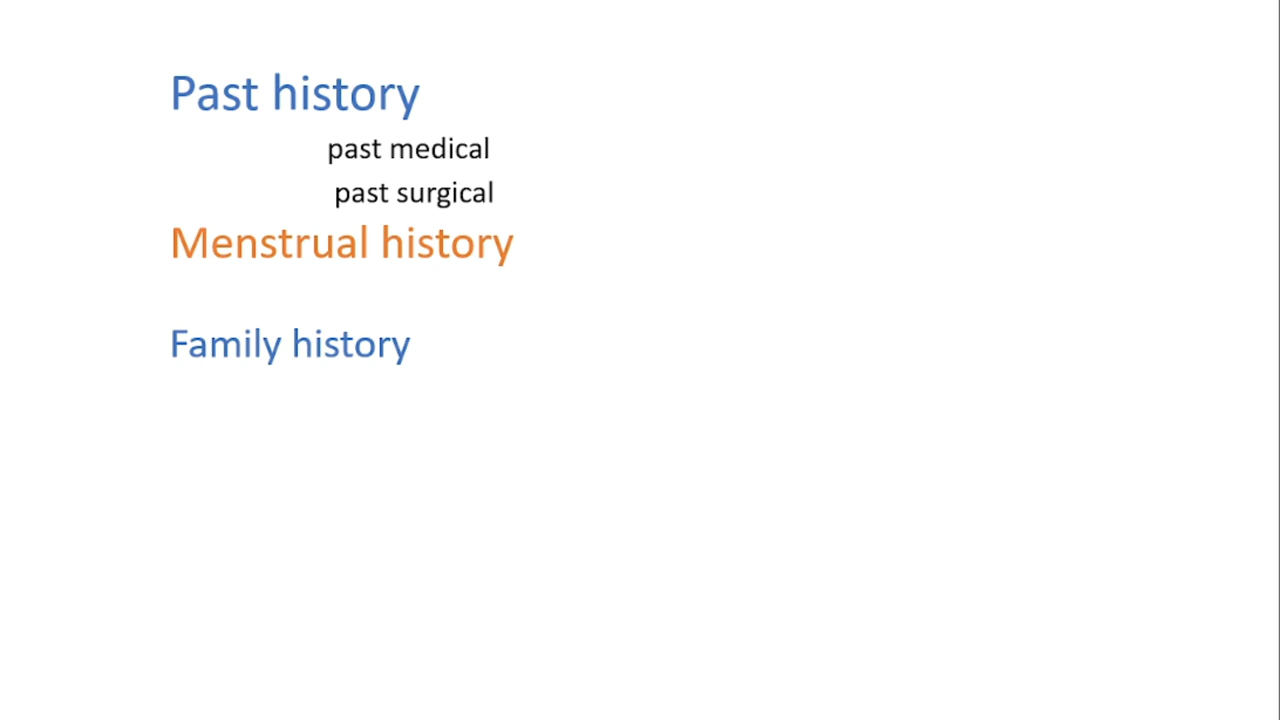 Past history
past medical
past surgical
Menstrual history
Family history